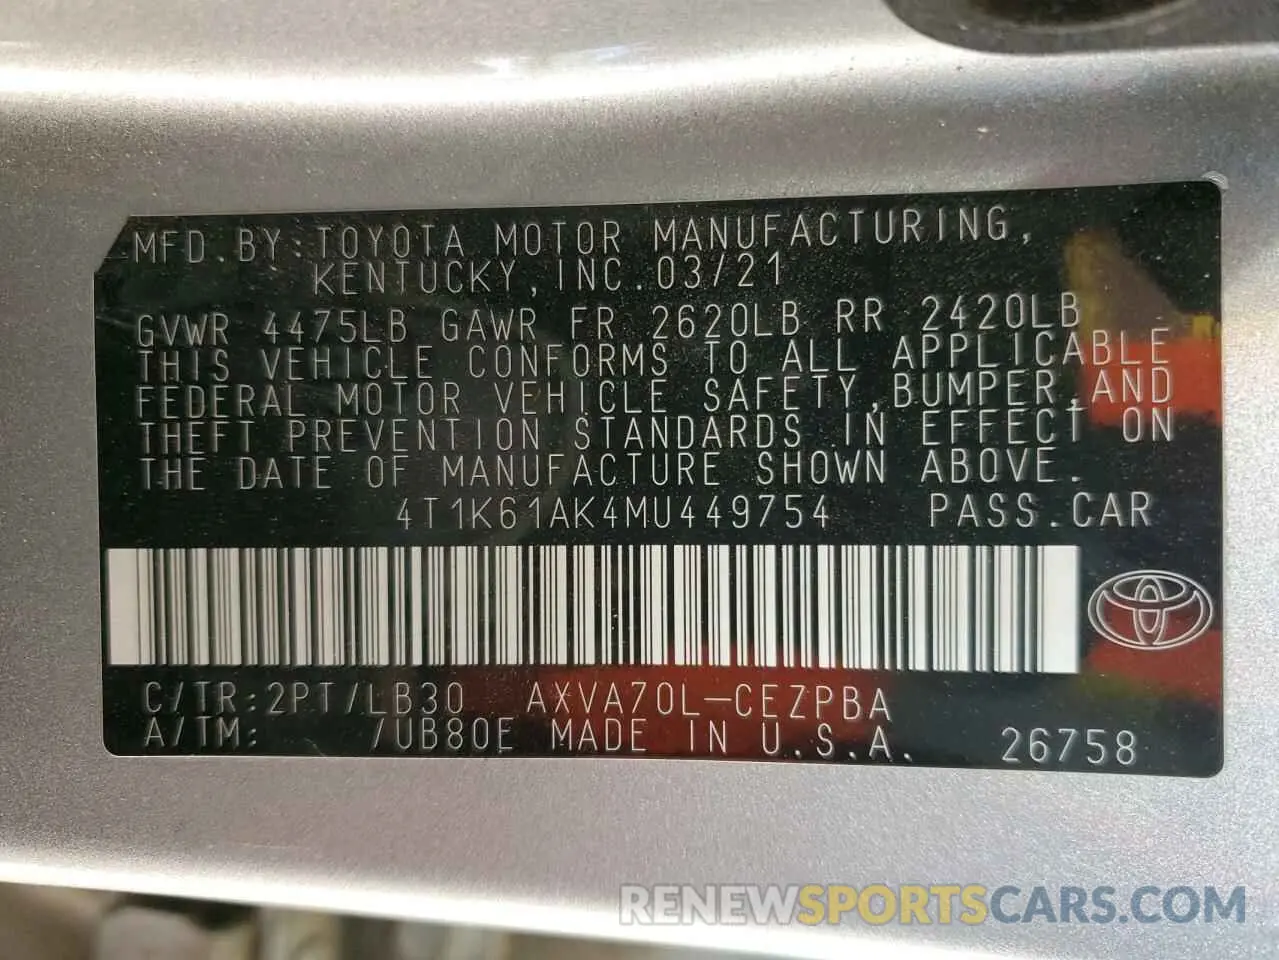 MFD.BY:TOYOTA MOTOR MANUFACTURING,
KENTUCKY,INC.03/21
GVWR 4475LB GAWR FR 2620LB RR 2420LB
THIS VEHICLE CONFORMS TO ALL APPLICABLE
FEDERAL MOTOR VEHICLE SAFETY,BUMPER,AND
THEFT PREVENTION STANDARDS IN EFFECT ON
THE DATE OF MANUFACTURE SHOWN ABOVE.
4T1K61AK4MU449754 PASS.CAR
C/TR:2PT/LB30 AXVA70L-CEZPBA
A/TM: /UB80E MADE IN U.S.A. 26758
RENEWSPORTSCARS.COM